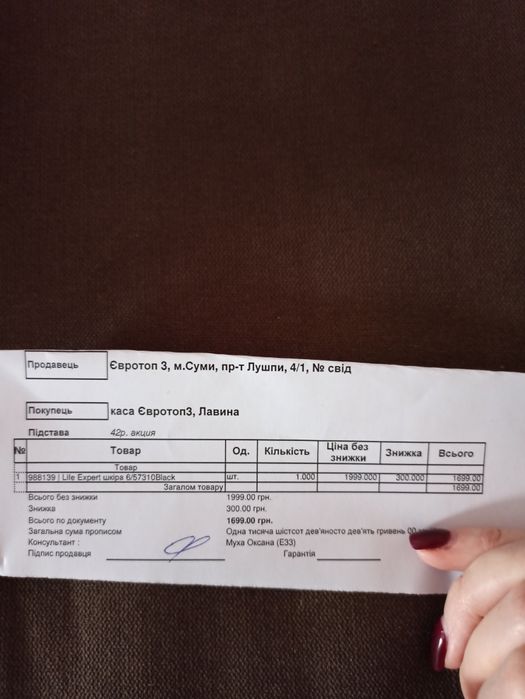 Продавець Євротоп 3, м.Суми, пр-т Лушпи, 4/1, № свід
Покупець каса Євротоп3, Лавина
Підстава 42р. акция
№ Товар Од. Кількість Ціна без знижки Знижка Всього
Товар
1 988139 | Life Expert шкіра 6/57310Black шт. 1.000 1999.000 300.000 1699.00
Загалом товару 1699.00
Всього без знижки 1999.00 грн.
Знижка 300.00 грн.
Всього по документу 1699.00 грн.
Загальна сума прописом Одна тисяча шістсот дев'яносто дев'ять гривень 00
Консультант : Муха Оксана (E33)
Підпис продавця Гарантія